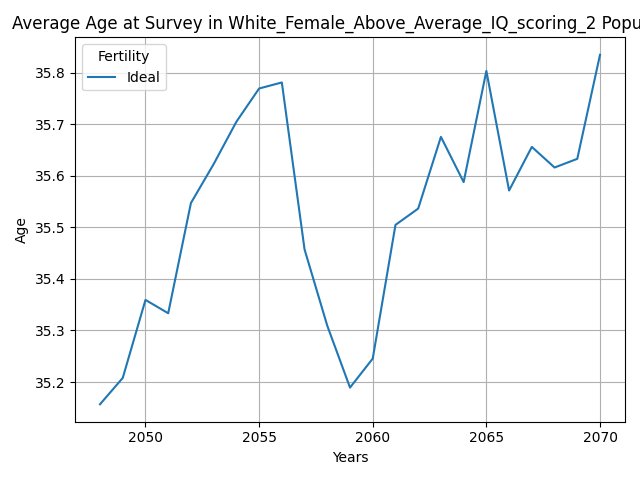 Average Age at Survey in White_Female_Above_Average_IQ_scoring_2 Popu
Fertility
Ideal
35.8
35.7
35.6
35.5
35.4
35.3
35.2
Age
2050 2055 2060 2065 2070
Years